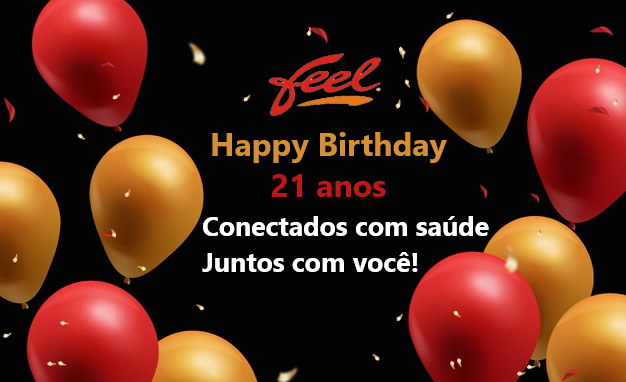 feel
Happy Birthday
21 anos
Conectados com saúde
Juntos com você!